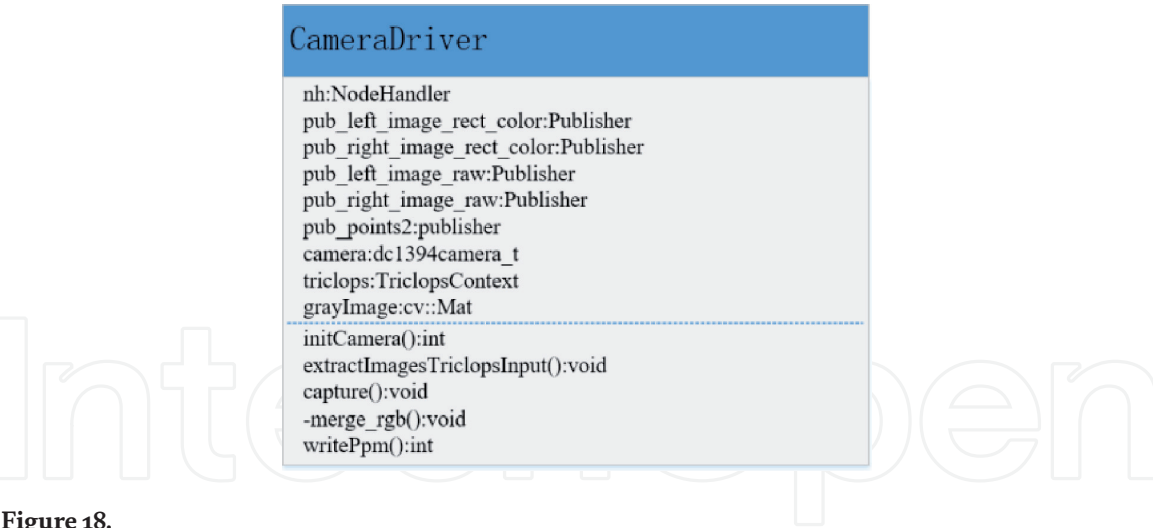 CameraDriver
nh:NodeHandler
pub_left_image_rect_color:Publisher
pub_right_image_rect_color:Publisher
pub_left_image_raw:Publisher
pub_right_image_raw:Publisher
pub_points2:publisher
camera:dc1394camera_t
triclops:TriclopsContext
grayImage:cv::Mat
initCamera():int
extractImagesTriclopsInput():void
capture():void
-merge_rgb():void
writePpm():int
IntechOpen
Figure 18.